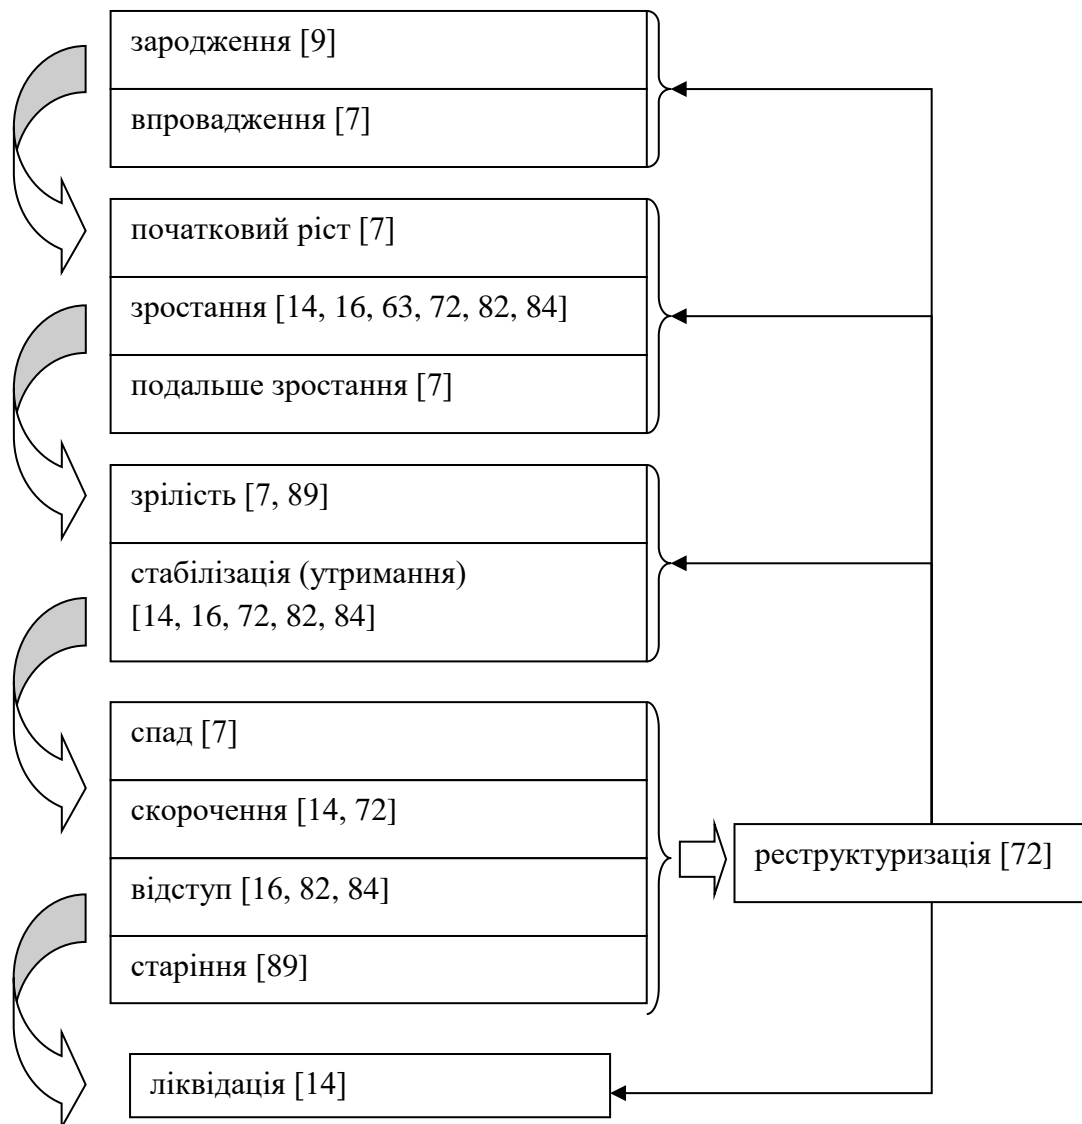 зародження [9]
впровадження [7]
початковий ріст [7]
зростання [14, 16, 63, 72, 82, 84]
подальше зростання [7]
зрілість [7, 89]
стабілізація (утримання)
[14, 16, 72, 82, 84]
спад [7]
скорочення [14, 72]
реструктуризація [72]
відступ [16, 82, 84]
старіння [89]
ліквідація [14]